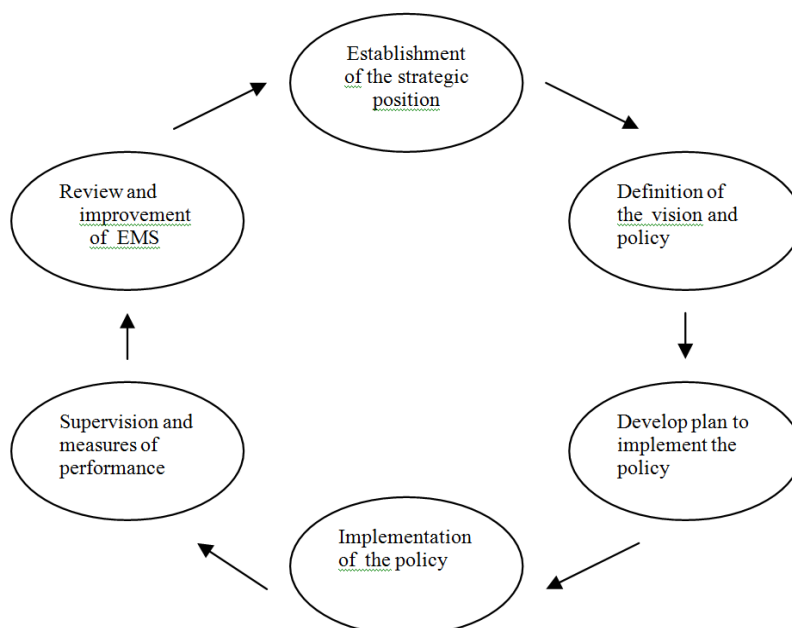 Establishment
of the strategic
position
Definition of
the vision and
policy
Develop plan to
implement the
policy
Implementation
of the policy
Supervision and
measures of
performance
Review and
improvement
of EMS